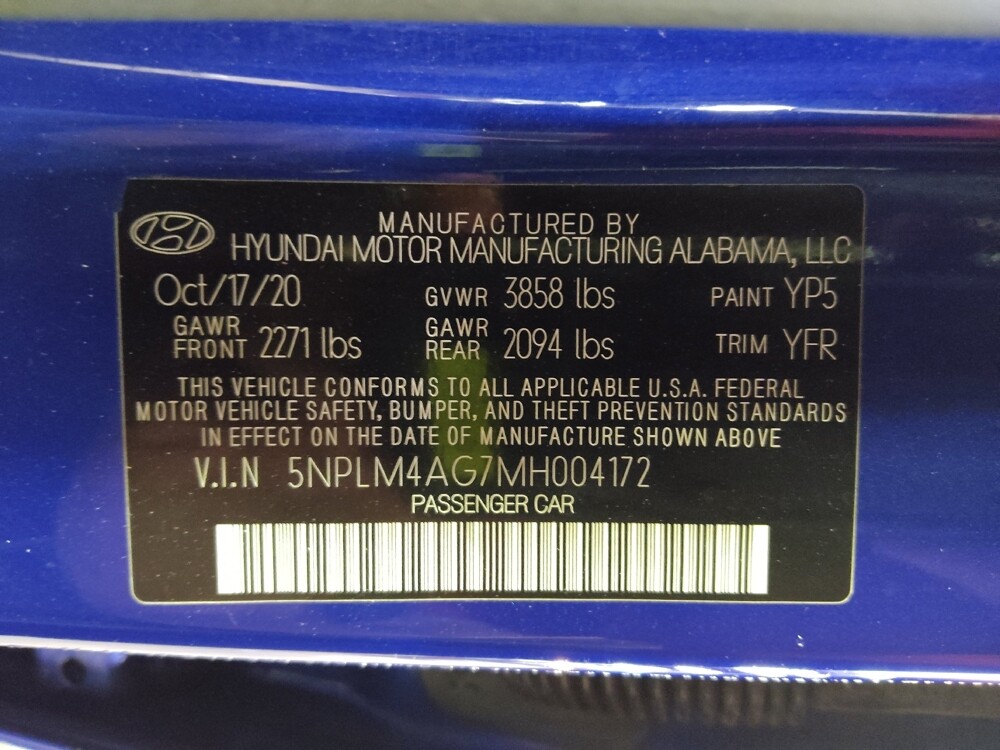 MANUFACTURED BY
HYUNDAI MOTOR MANUFACTURING ALABAMA, LLC
Oct/17/20 GVWR 3858 lbs PAINT YP5
GAWR FRONT 2271 lbs GAWR REAR 2094 lbs TRIM YFR
THIS VEHICLE CONFORMS TO ALL APPLICABLE U.S.A. FEDERAL
MOTOR VEHICLE SAFETY, BUMPER, AND THEFT PREVENTION STANDARDS
IN EFFECT ON THE DATE OF MANUFACTURE SHOWN ABOVE
V.I.N 5NPLM4AG7MH004172
PASSENGER CAR